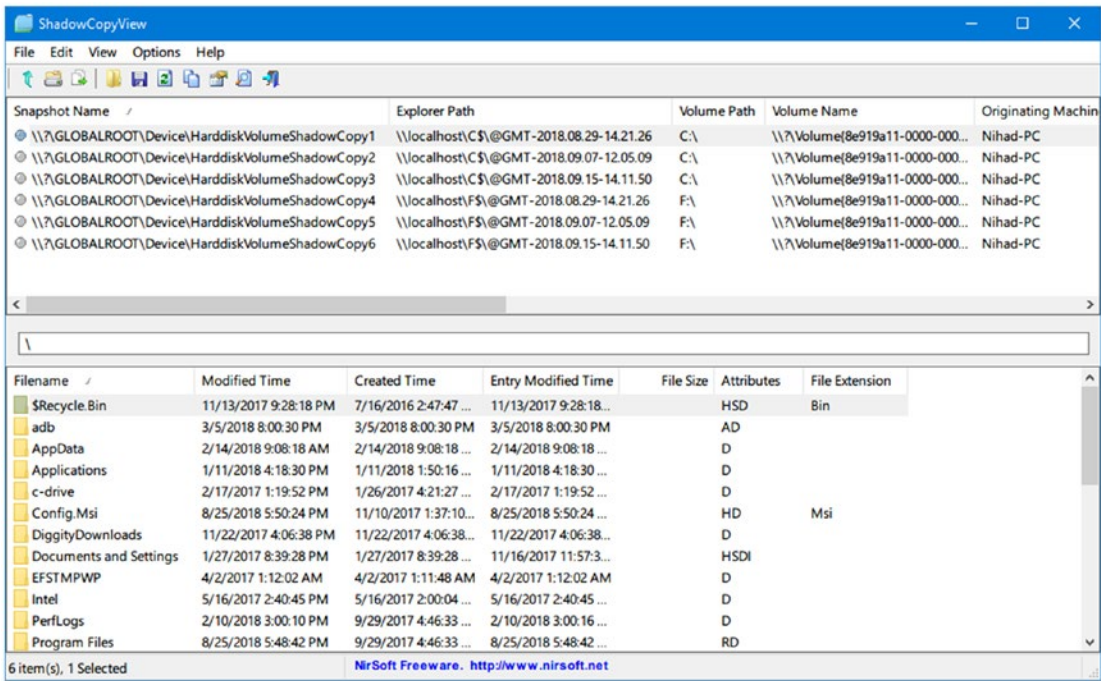 ShadowCopyView
File Edit View Options Help
Snapshot Name / Explorer Path Volume Path Volume Name Originating Machin
\\?\GLOBALROOT\Device\HarddiskVolumeShadowCopy1 \\localhost\C$\@GMT-2018.08.29-14.21.26 C:\ \\?\Volume{8e919a11-0000-000... Nihad-PC
\\?\GLOBALROOT\Device\HarddiskVolumeShadowCopy2 \\localhost\C$\@GMT-2018.09.07-12.05.09 C:\ \\?\Volume{8e919a11-0000-000... Nihad-PC
\\?\GLOBALROOT\Device\HarddiskVolumeShadowCopy3 \\localhost\C$\@GMT-2018.09.15-14.11.50 C:\ \\?\Volume{8e919a11-0000-000... Nihad-PC
\\?\GLOBALROOT\Device\HarddiskVolumeShadowCopy4 \\localhost\F$\@GMT-2018.08.29-14.21.26 F:\ \\?\Volume{8e919a11-0000-000... Nihad-PC
\\?\GLOBALROOT\Device\HarddiskVolumeShadowCopy5 \\localhost\F$\@GMT-2018.09.07-12.05.09 F:\ \\?\Volume{8e919a11-0000-000... Nihad-PC
\\?\GLOBALROOT\Device\HarddiskVolumeShadowCopy6 \\localhost\F$\@GMT-2018.09.15-14.11.50 F:\ \\?\Volume{8e919a11-0000-000... Nihad-PC
\
Filename / Modified Time Created Time Entry Modified Time File Size Attributes File Extension
$Recycle.Bin 11/13/2017 9:28:18 PM 7/16/2016 2:47:47 ... 11/13/2017 9:28:18... HSD Bin
adb 3/5/2018 8:00:30 PM 3/5/2018 8:00:30 PM 3/5/2018 8:00:30 PM AD
AppData 2/14/2018 9:08:18 AM 2/14/2018 9:08:18 ... 2/14/2018 9:08:18 ... D
Applications 1/11/2018 4:18:30 PM 1/11/2018 1:50:16 ... 1/11/2018 4:18:30 ... D
c-drive 2/17/2017 1:19:52 PM 1/26/2017 4:21:27 ... 2/17/2017 1:19:52 ... D
Config.Msi 8/25/2018 5:50:24 PM 11/10/2017 1:37:10... 8/25/2018 5:50:24 ... HD Msi
DiggityDownloads 11/22/2017 4:06:38 PM 11/22/2017 4:06:38... 11/22/2017 4:06:38... D
Documents and Settings 1/27/2017 8:39:28 PM 1/27/2017 8:39:28 ... 11/16/2017 11:57:3... HSDI
EFSTMPWP 4/2/2017 1:12:02 AM 4/2/2017 1:11:48 AM 4/2/2017 1:12:02 AM D
Intel 5/16/2017 2:40:45 PM 5/16/2017 2:00:04 ... 5/16/2017 2:40:45 ... D
PerfLogs 2/10/2018 3:00:10 PM 9/29/2017 4:46:33 ... 2/10/2018 3:00:16 ... D
Program Files 8/25/2018 5:48:42 PM 9/29/2017 4:46:33 ... 8/25/2018 5:48:42 ... RD
6 item(s), 1 Selected NirSoft Freeware. http://www.nirsoft.net